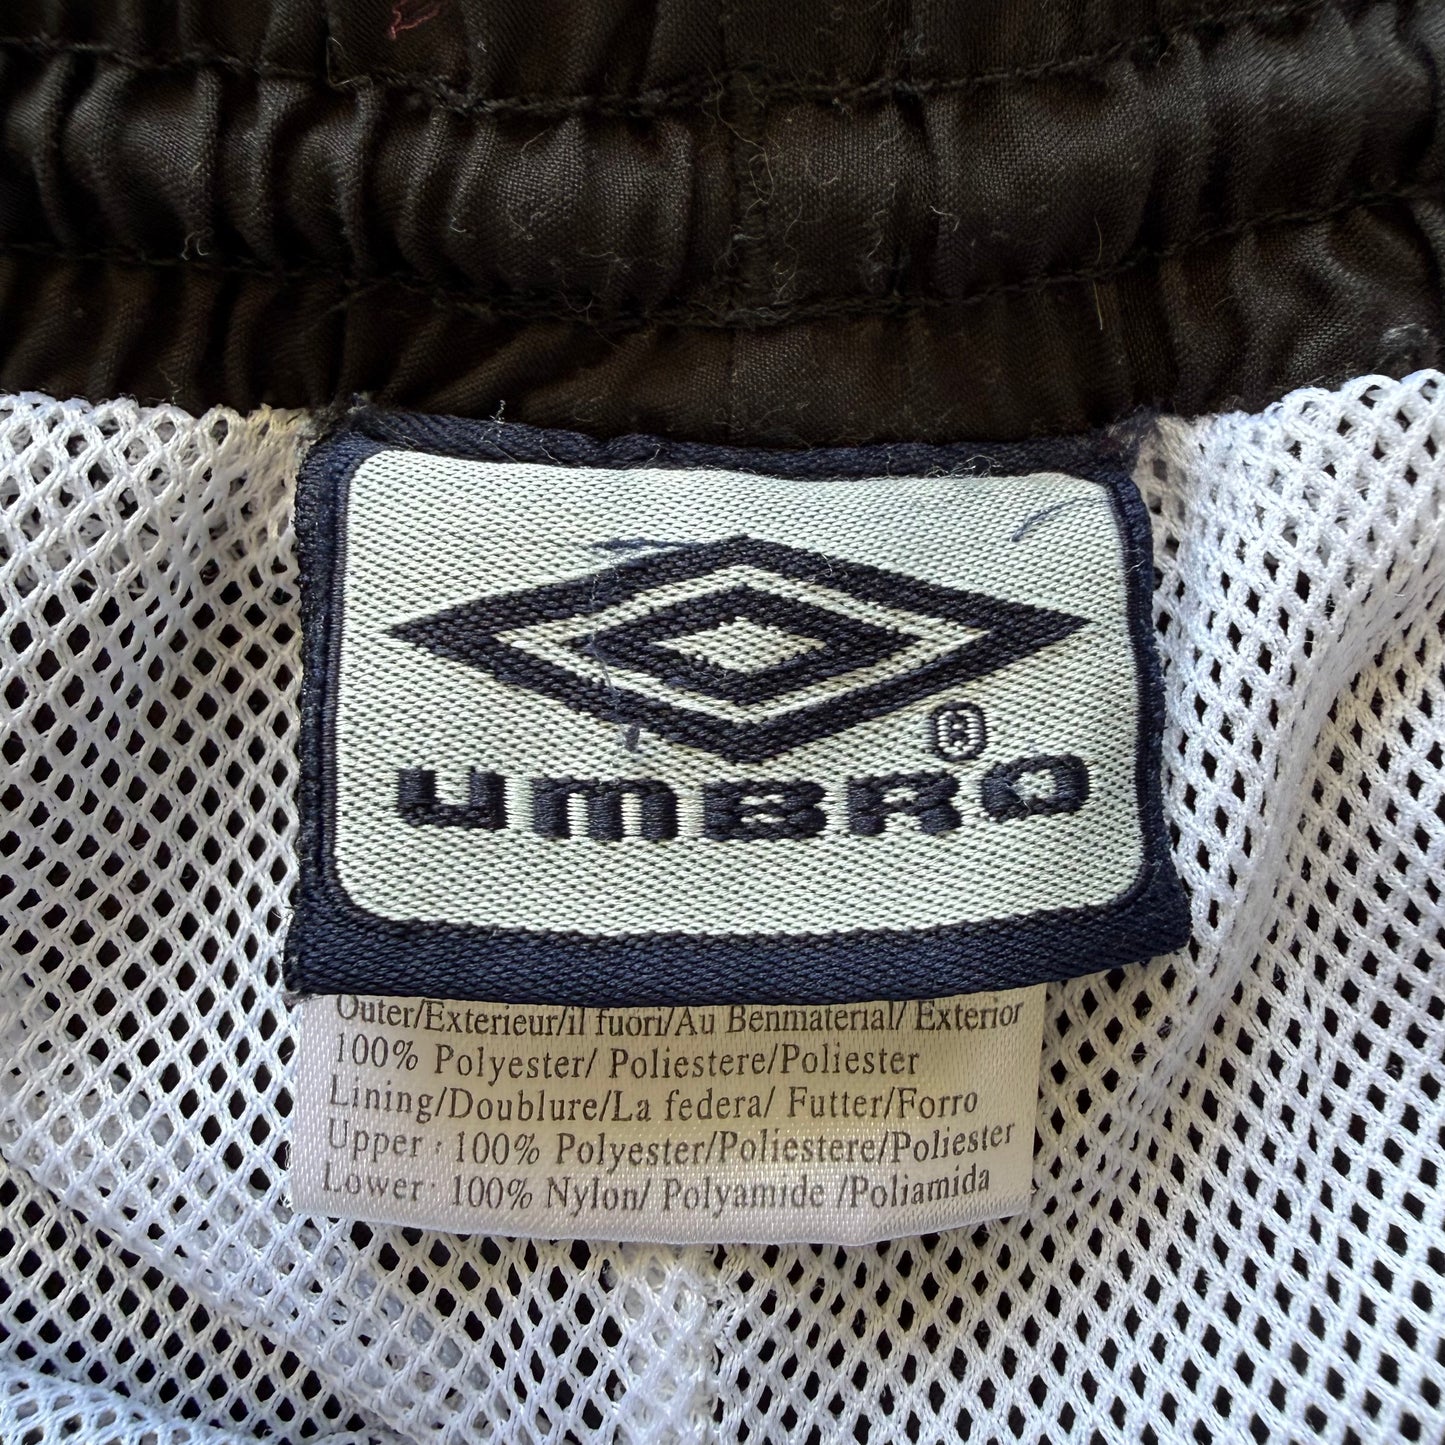 ®
UMBRO
Outer/Exterieur/il fuori/Au Benmaterial/ Exterior
100% Polyester/ Poliestere/Poliester
Lining/Doublure/La federa/ Futter/Forro
Upper : 100% Polyester/Poliestere/Poliester
Lower: 100% Nylon/ Polyamide /Poliamida